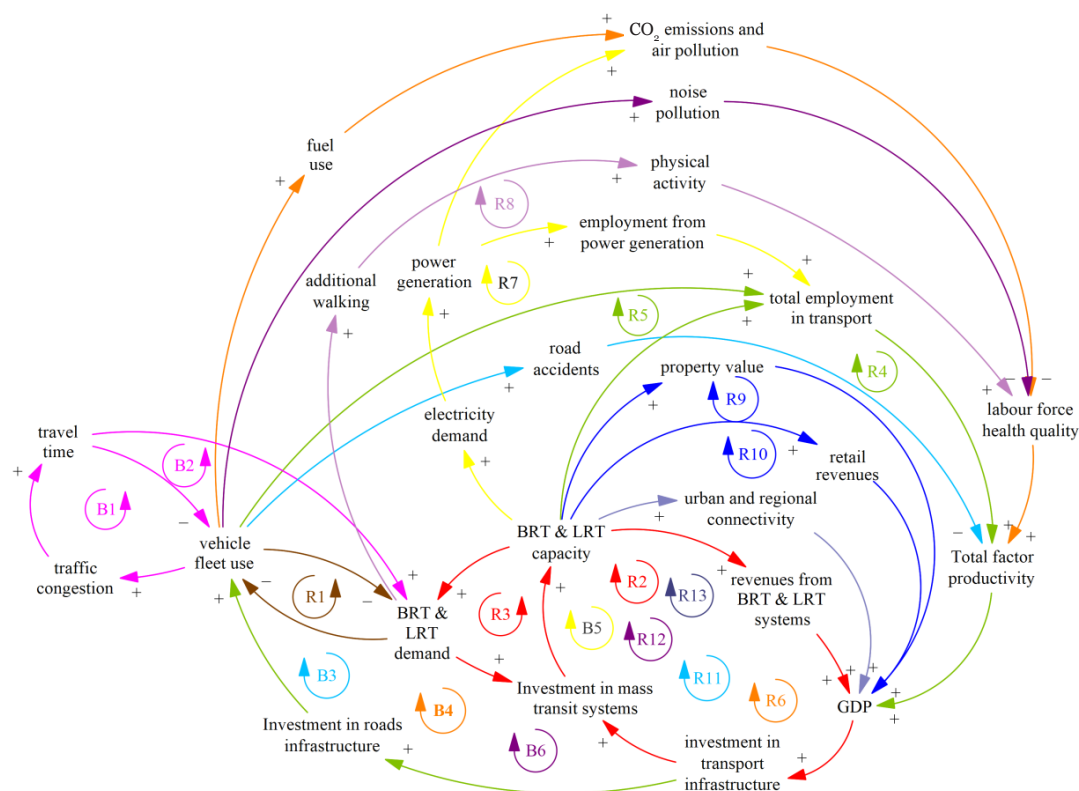 CO₂ emissions and
air pollution
+
+
noise
pollution
+
fuel
use
+
physical
activity
+
R8
employment from
power generation
+
+
additional
walking
+
power
generation
+
R7
+
total employment
in transport
+
R5
road
accidents
+
property value
+
R9
R4
+
–
–
labour force
health quality
electricity
demand
+
travel
time
+
B2
B1
–
R10
+
retail
revenues
urban and regional
connectivity
+
BRT & LRT
capacity
+
vehicle
fleet use
+
–
traffic
congestion
+
R1
–
+
+
BRT &
LRT
demand
R3
R2
R13
+
revenues from
BRT & LRT
systems
–
+
+
Total factor
productivity
B5
R12
B3
B4
+
Investment in mass
transit systems
+
R11
R6
+
+
+
+
+
GDP
Investment in roads
infrastructure
+
B6
investment in
transport
infrastructure
+